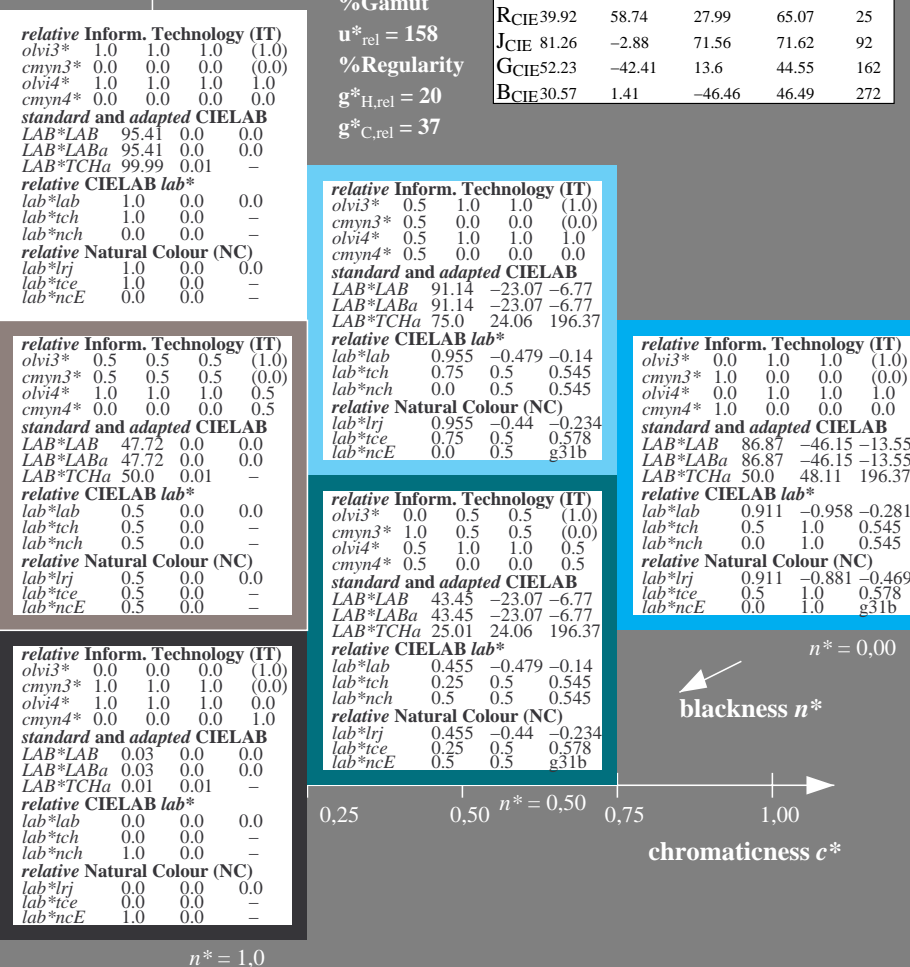 %Gamut
u*rel = 158
%Regularity
g*H,rel = 20
g*C,rel = 37
RCIE 39.92 58.74 27.99 65.07 25
JCIE 81.26 −2.88 71.56 71.62 92
GCIE 52.23 −42.41 13.6 44.55 162
BCIE 30.57 1.41 −46.46 46.49 272
relative Inform. Technology (IT)
olvi3* 1.0 1.0 1.0 (1.0)
cmyn3* 0.0 0.0 0.0 (0.0)
olvi4* 1.0 1.0 1.0 1.0
cmyn4* 0.0 0.0 0.0 0.0
standard and adapted CIELAB
LAB*LAB 95.41 0.0 0.0
LAB*LABa 95.41 0.0 0.0
LAB*TCHa 99.99 0.01 –
relative CIELAB lab*
lab*lab 1.0 0.0 0.0
lab*tch 1.0 0.0 –
lab*nch 0.0 0.0 –
relative Natural Colour (NC)
lab*lrj 1.0 0.0 0.0
lab*tce 1.0 0.0 –
lab*ncE 0.0 0.0 –
relative Inform. Technology (IT)
olvi3* 0.5 1.0 1.0 (1.0)
cmyn3* 0.5 0.0 0.0 (0.0)
olvi4* 0.5 1.0 1.0 1.0
cmyn4* 0.5 0.0 0.0 0.0
standard and adapted CIELAB
LAB*LAB 91.14 −23.07 −6.77
LAB*LABa 91.14 −23.07 −6.77
LAB*TCHa 75.0 24.06 196.37
relative CIELAB lab*
lab*lab 0.955 −0.479 −0.14
lab*tch 0.75 0.5 0.545
lab*nch 0.0 0.5 0.545
relative Natural Colour (NC)
lab*lrj 0.955 −0.44 −0.234
lab*tce 0.75 0.5 0.578
lab*ncE 0.0 0.5 g31b
relative Inform. Technology (IT)
olvi3* 0.5 0.5 0.5 (1.0)
cmyn3* 0.5 0.5 0.5 (0.0)
olvi4* 1.0 1.0 1.0 0.5
cmyn4* 0.0 0.0 0.0 0.5
standard and adapted CIELAB
LAB*LAB 47.72 0.0 0.0
LAB*LABa 47.72 0.0 0.0
LAB*TCHa 50.0 0.01 –
relative CIELAB lab*
lab*lab 0.5 0.0 0.0
lab*tch 0.5 0.0 –
lab*nch 0.5 0.0 –
relative Natural Colour (NC)
lab*lrj 0.5 0.0 0.0
lab*tce 0.5 0.0 –
lab*ncE 0.5 0.0 –
relative Inform. Technology (IT)
olvi3* 0.0 1.0 1.0 (1.0)
cmyn3* 1.0 0.0 0.0 (0.0)
olvi4* 0.0 1.0 1.0 1.0
cmyn4* 1.0 0.0 0.0 0.0
standard and adapted CIELAB
LAB*LAB 86.87 −46.15 −13.55
LAB*LABa 86.87 −46.15 −13.55
LAB*TCHa 50.0 48.11 196.37
relative CIELAB lab*
lab*lab 0.911 −0.958 −0.281
lab*tch 0.5 1.0 0.545
lab*nch 0.0 1.0 0.545
relative Natural Colour (NC)
lab*lrj 0.911 −0.881 −0.469
lab*tce 0.5 1.0 0.578
lab*ncE 0.0 1.0 g31b
relative Inform. Technology (IT)
olvi3* 0.0 0.5 0.5 (1.0)
cmyn3* 1.0 0.5 0.5 (0.0)
olvi4* 0.5 1.0 1.0 0.5
cmyn4* 0.5 0.0 0.0 0.5
standard and adapted CIELAB
LAB*LAB 43.45 −23.07 −6.77
LAB*LABa 43.45 −23.07 −6.77
LAB*TCHa 25.01 24.06 196.37
relative CIELAB lab*
lab*lab 0.455 −0.479 −0.14
lab*tch 0.25 0.5 0.545
lab*nch 0.5 0.5 0.545
relative Natural Colour (NC)
lab*lrj 0.455 −0.44 −0.234
lab*tce 0.25 0.5 0.578
lab*ncE 0.5 0.5 g31b
relative Inform. Technology (IT)
olvi3* 0.0 0.0 0.0 (1.0)
cmyn3* 1.0 1.0 1.0 (0.0)
olvi4* 1.0 1.0 1.0 0.0
cmyn4* 0.0 0.0 0.0 1.0
standard and adapted CIELAB
LAB*LAB 0.03 0.0 0.0
LAB*LABa 0.03 0.0 0.0
LAB*TCHa 0.01 0.01 –
relative CIELAB lab*
lab*lab 0.0 0.0 0.0
lab*tch 0.0 0.0 –
lab*nch 1.0 0.0 –
relative Natural Colour (NC)
lab*lrj 0.0 0.0 0.0
lab*tce 0.0 0.0 –
lab*ncE 1.0 0.0 –
n* = 0,00
blackness n*
0,25 0,50 n* = 0,50 0,75 1,00
chromaticness c*
n* = 1,0